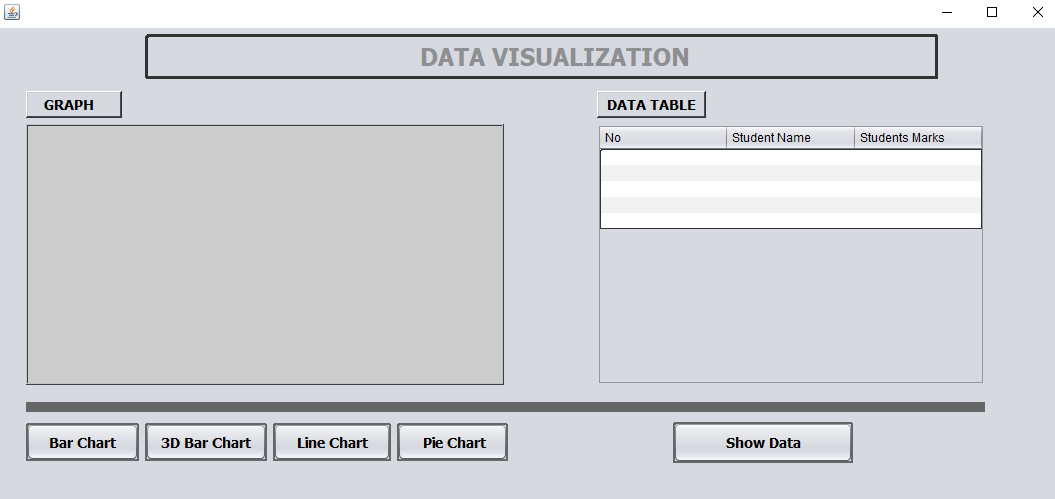 DATA VISUALIZATION
GRAPH
DATA TABLE
No Student Name Students Marks
Bar Chart 3D Bar Chart Line Chart Pie Chart Show Data